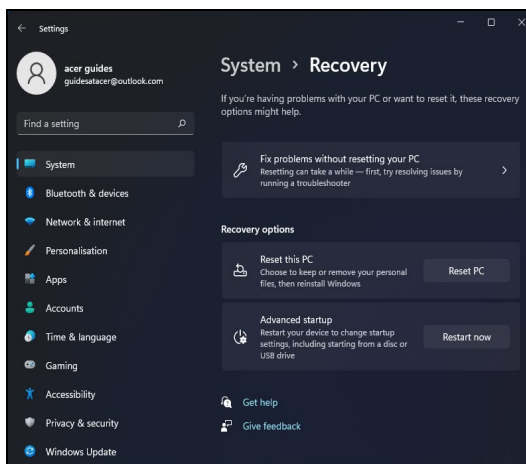 Settings
acer guides
guidesatacer@outlook.com
Find a setting
System
Bluetooth & devices
Network & internet
Personalisation
Apps
Accounts
Time & language
Gaming
Accessibility
Privacy & security
Windows Update
System > Recovery
If you're having problems with your PC or want to reset it, these recovery
options might help.
Fix problems without resetting your PC
Resetting can take a while — first, try resolving issues by
running a troubleshooter
Recovery options
Reset this PC
Choose to keep or remove your personal
files, then reinstall Windows
Reset PC
Advanced startup
Restart your device to change startup
settings, including starting from a disc or
USB drive
Restart now
Get help
Give feedback